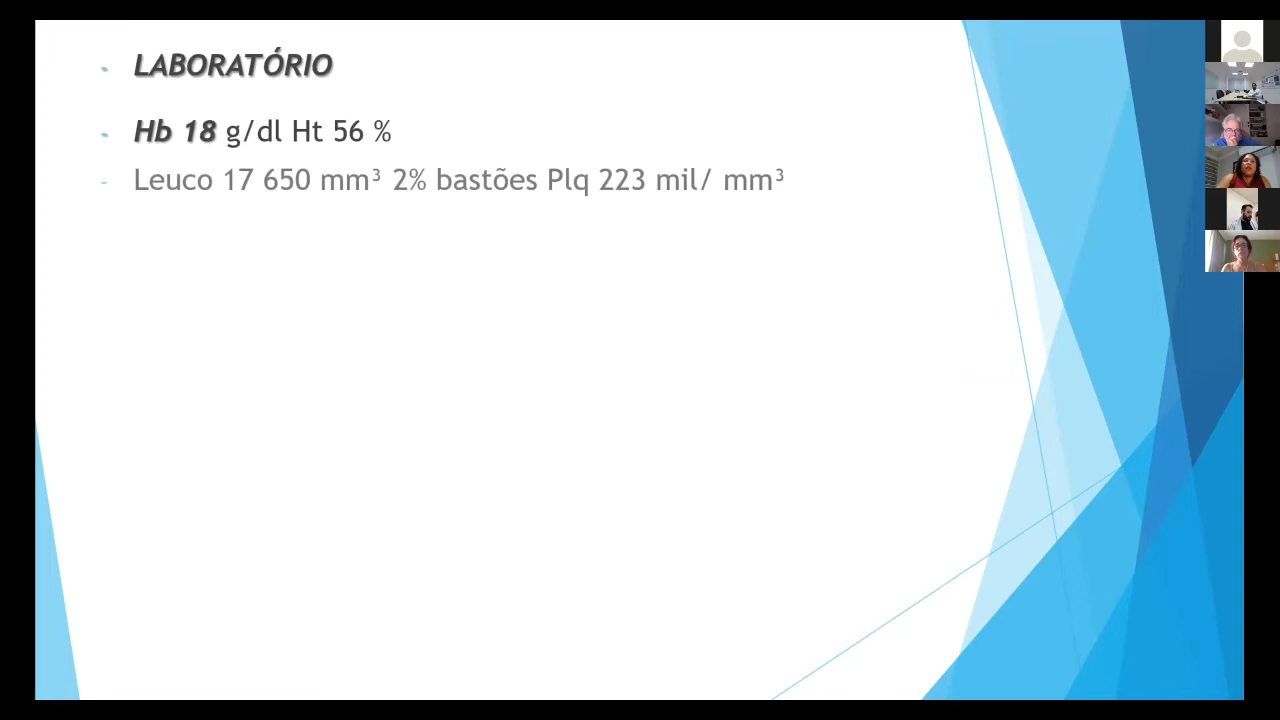 - LABORATÓRIO
- Hb 18 g/dl Ht 56 %
- Leuco 17 650 mm³ 2% bastões Plq 223 mil/ mm³